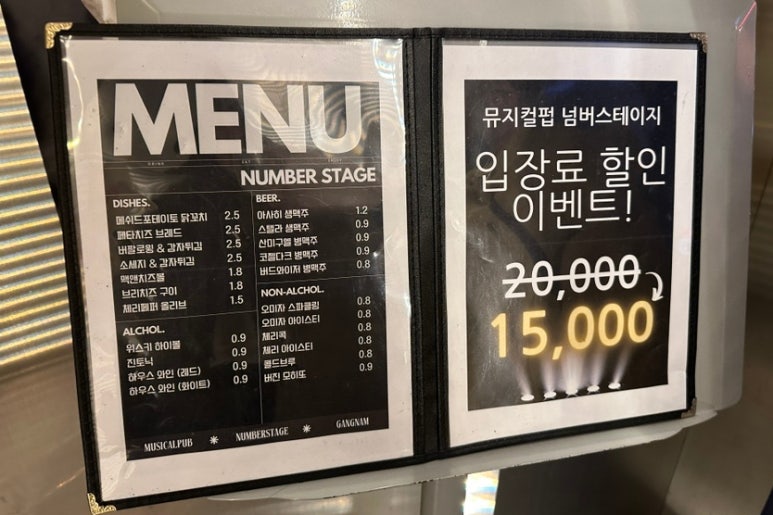 MENU
DRINK EAT ENJOY
NUMBER STAGE
DISHES.
메쉬드포테이토 닭꼬치 2.5
페타치즈 브레드 2.5
버팔로윙 & 감자튀김 2.5
소세지 & 감자튀김 2.5
맥앤치즈볼 1.8
브리치즈 구이 1.8
체리페퍼 올리브 1.5
ALCHOL.
위스키 하이볼 0.9
진토닉 0.9
하우스 와인 (레드) 0.9
하우스 와인 (화이트) 0.9
BEER.
아사히 생맥주 1.2
스텔라 생맥주 0.9
산미구엘 병맥주 0.9
코젤다크 병맥주 0.9
버드와이저 병맥주 0.8
NON-ALCHOL.
오미자 스파클링 0.8
오미자 아이스티 0.8
체리콕 0.8
체리 아이스티 0.8
콜드브루 0.8
버진 모히또 0.8
MUSICALPUB NUMBERSTAGE GANGNAM
뮤지컬펍 넘버스테이지
입장료 할인
이벤트!
20,000
15,000